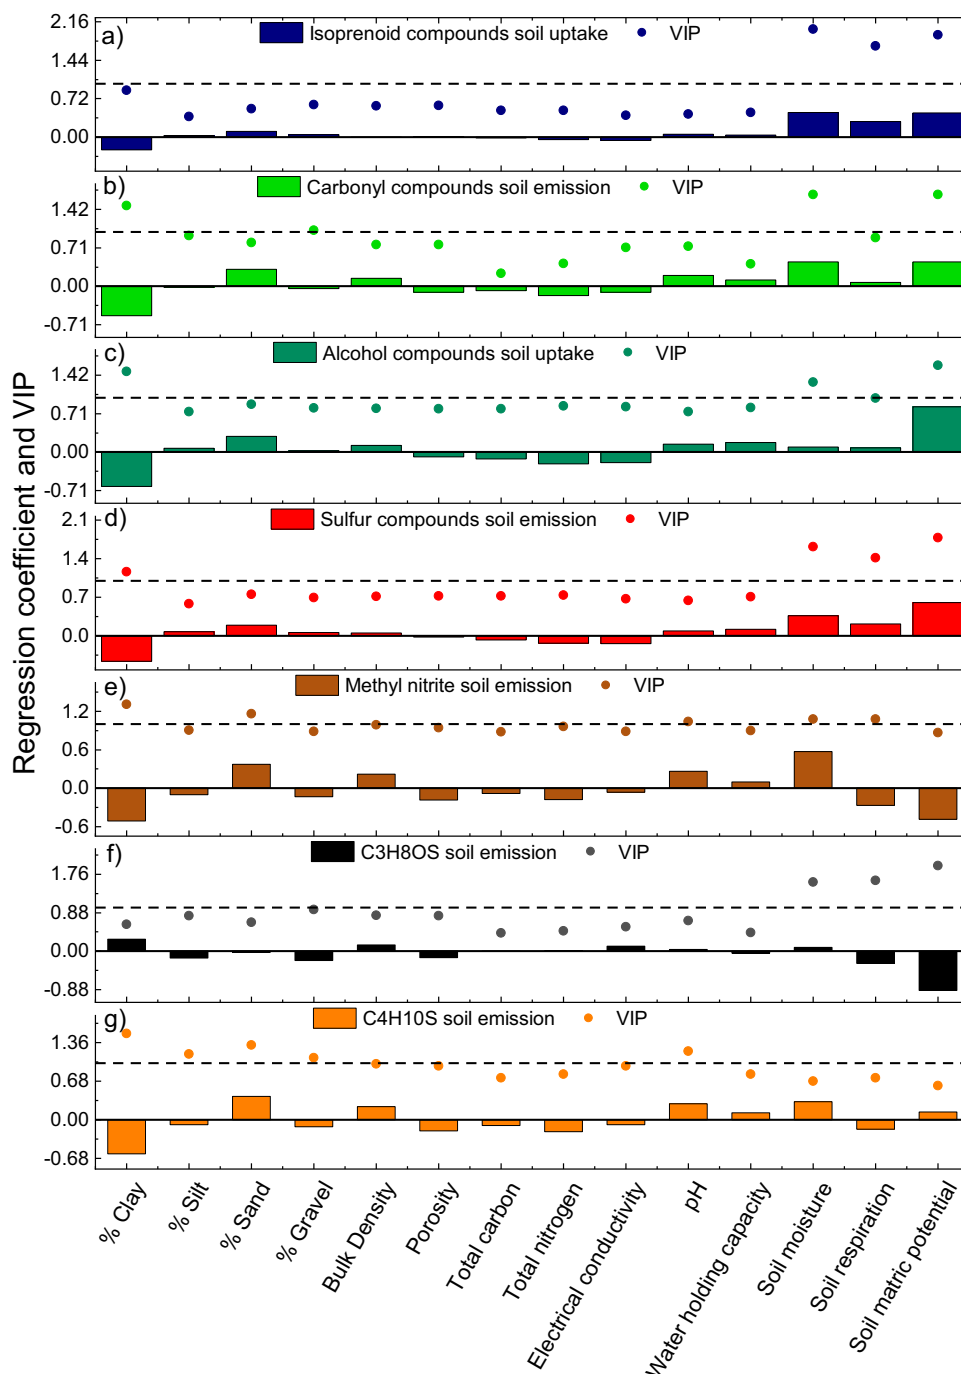 Regression coefficient and VIP
a) Isoprenoid compounds soil uptake VIP
2.16
1.44
0.72
0.00
b) Carbonyl compounds soil emission VIP
1.42
0.71
0.00
-0.71
c) Alcohol compounds soil uptake VIP
1.42
0.71
0.00
-0.71
d) Sulfur compounds soil emission VIP
2.1
1.4
0.7
0.0
e) Methyl nitrite soil emission VIP
1.2
0.6
0.0
-0.6
f) C3H8OS soil emission VIP
1.76
0.88
0.00
-0.88
g) C4H10S soil emission VIP
1.36
0.68
0.00
-0.68
% Clay
% Silt
% Sand
% Gravel
Bulk Density
Porosity
Total carbon
Total nitrogen
Electrical conductivity
pH
Water holding capacity
Soil moisture
Soil respiration
Soil matric potential